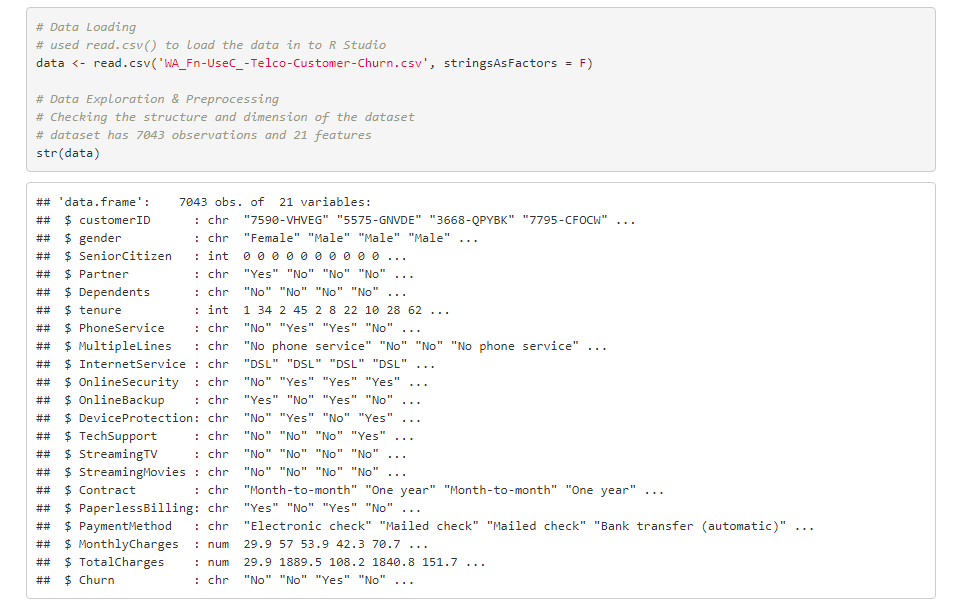 # Data Loading
# used read.csv() to load the data in to R Studio
data <- read.csv('WA_Fn-UseC_-Telco-Customer-Churn.csv', stringsAsFactors = F)
# Data Exploration & Preprocessing
# Checking the structure and dimension of the dataset
# dataset has 7043 observations and 21 features
str(data)
## 'data.frame':    7043 obs. of  21 variables:
##  $ customerID      : chr  "7590-VHVEG" "5575-GNVDE" "3668-QPYBK" "7795-CFOCW" ...
##  $ gender          : chr  "Female" "Male" "Male" "Male" ...
##  $ SeniorCitizen   : int  0 0 0 0 0 0 0 0 0 0 ...
##  $ Partner         : chr  "Yes" "No" "No" "No" ...
##  $ Dependents      : chr  "No" "No" "No" "No" ...
##  $ tenure          : int  1 34 2 45 2 8 22 10 28 62 ...
##  $ PhoneService    : chr  "No" "Yes" "Yes" "No" ...
##  $ MultipleLines   : chr  "No phone service" "No" "No" "No phone service" ...
##  $ InternetService : chr  "DSL" "DSL" "DSL" "DSL" ...
##  $ OnlineSecurity  : chr  "No" "Yes" "Yes" "Yes" ...
##  $ OnlineBackup    : chr  "Yes" "No" "Yes" "No" ...
##  $ DeviceProtection: chr  "No" "Yes" "No" "Yes" ...
##  $ TechSupport     : chr  "No" "No" "No" "Yes" ...
##  $ StreamingTV     : chr  "No" "No" "No" "No" ...
##  $ StreamingMovies : chr  "No" "No" "No" "No" ...
##  $ Contract        : chr  "Month-to-month" "One year" "Month-to-month" "One year" ...
##  $ PaperlessBilling: chr  "Yes" "No" "Yes" "No" ...
##  $ PaymentMethod   : chr  "Electronic check" "Mailed check" "Mailed check" "Bank transfer (automatic)" ...
##  $ MonthlyCharges  : num  29.9 57 53.9 42.3 70.7 ...
##  $ TotalCharges    : num  29.9 1889.5 108.2 1840.8 151.7 ...
##  $ Churn           : chr  "No" "No" "Yes" "No" ...